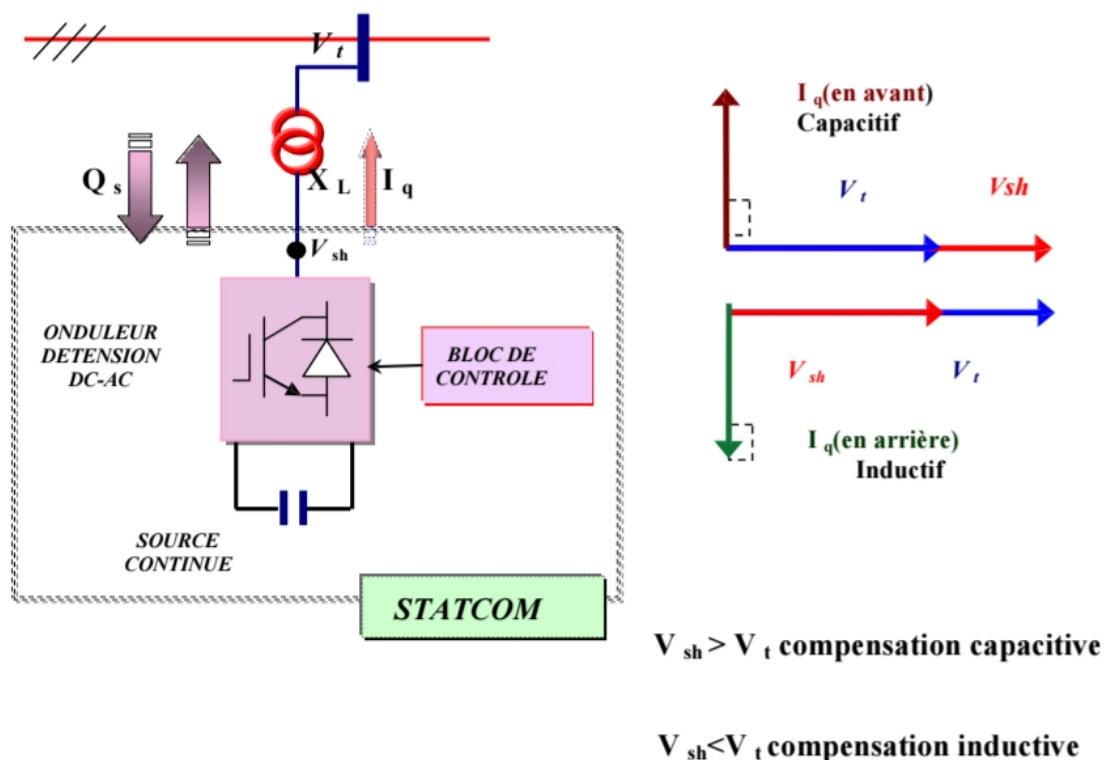 V t
Q s
X L
I q
V sh
ONDULEUR
DETENSION
DC-AC
BLOC DE
CONTROLE
SOURCE
CONTINUE
STATCOM
I q(en avant)
Capacitif
V t
Vsh
V sh
V t
I q(en arrière)
Inductif
V sh > V t compensation capacitive
V sh<V t compensation inductive